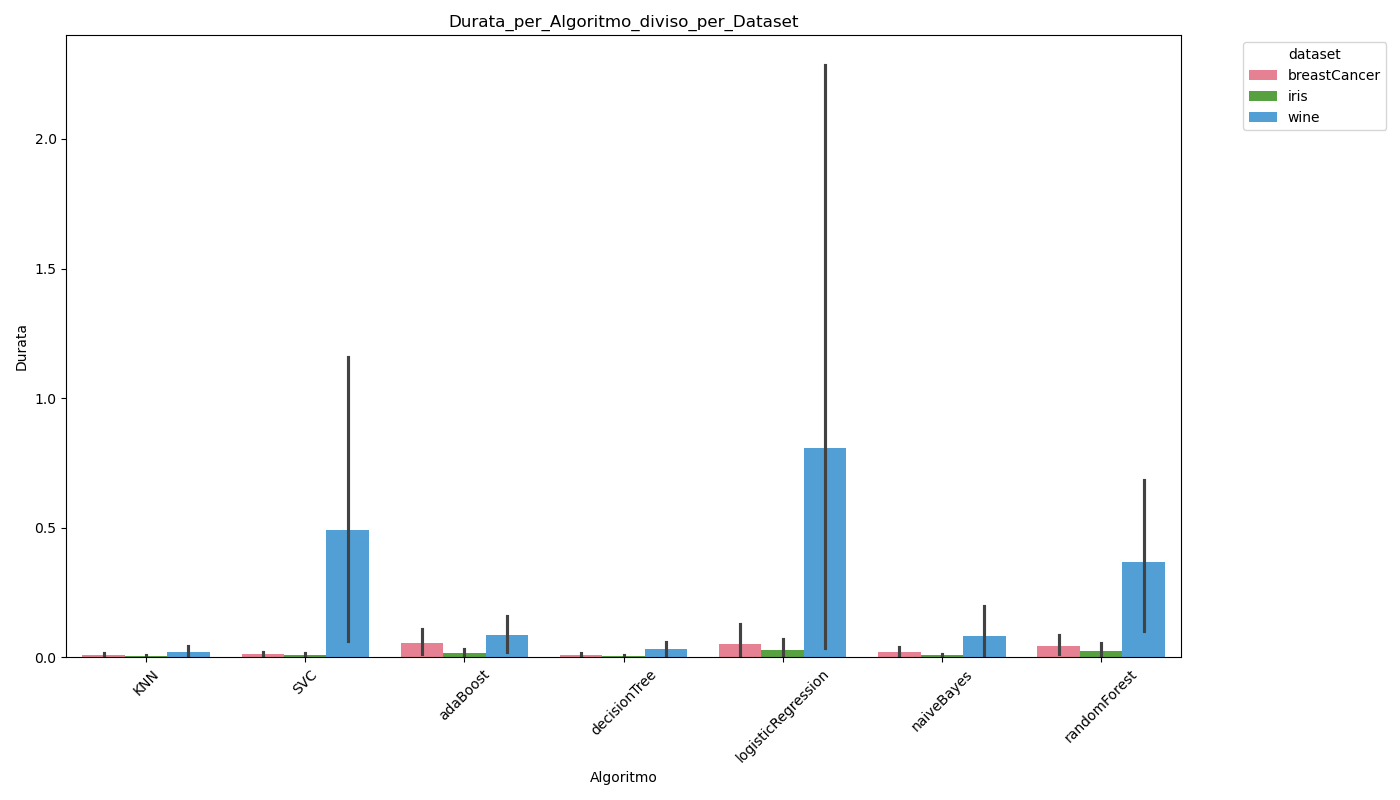 Durata_per_Algoritmo_diviso_per_Dataset
dataset
breastCancer
iris
wine
Durata
2.0
1.5
1.0
0.5
0.0
KNN
SVC
adaBoost
decisionTree
logisticRegression
naiveBayes
randomForest
Algoritmo